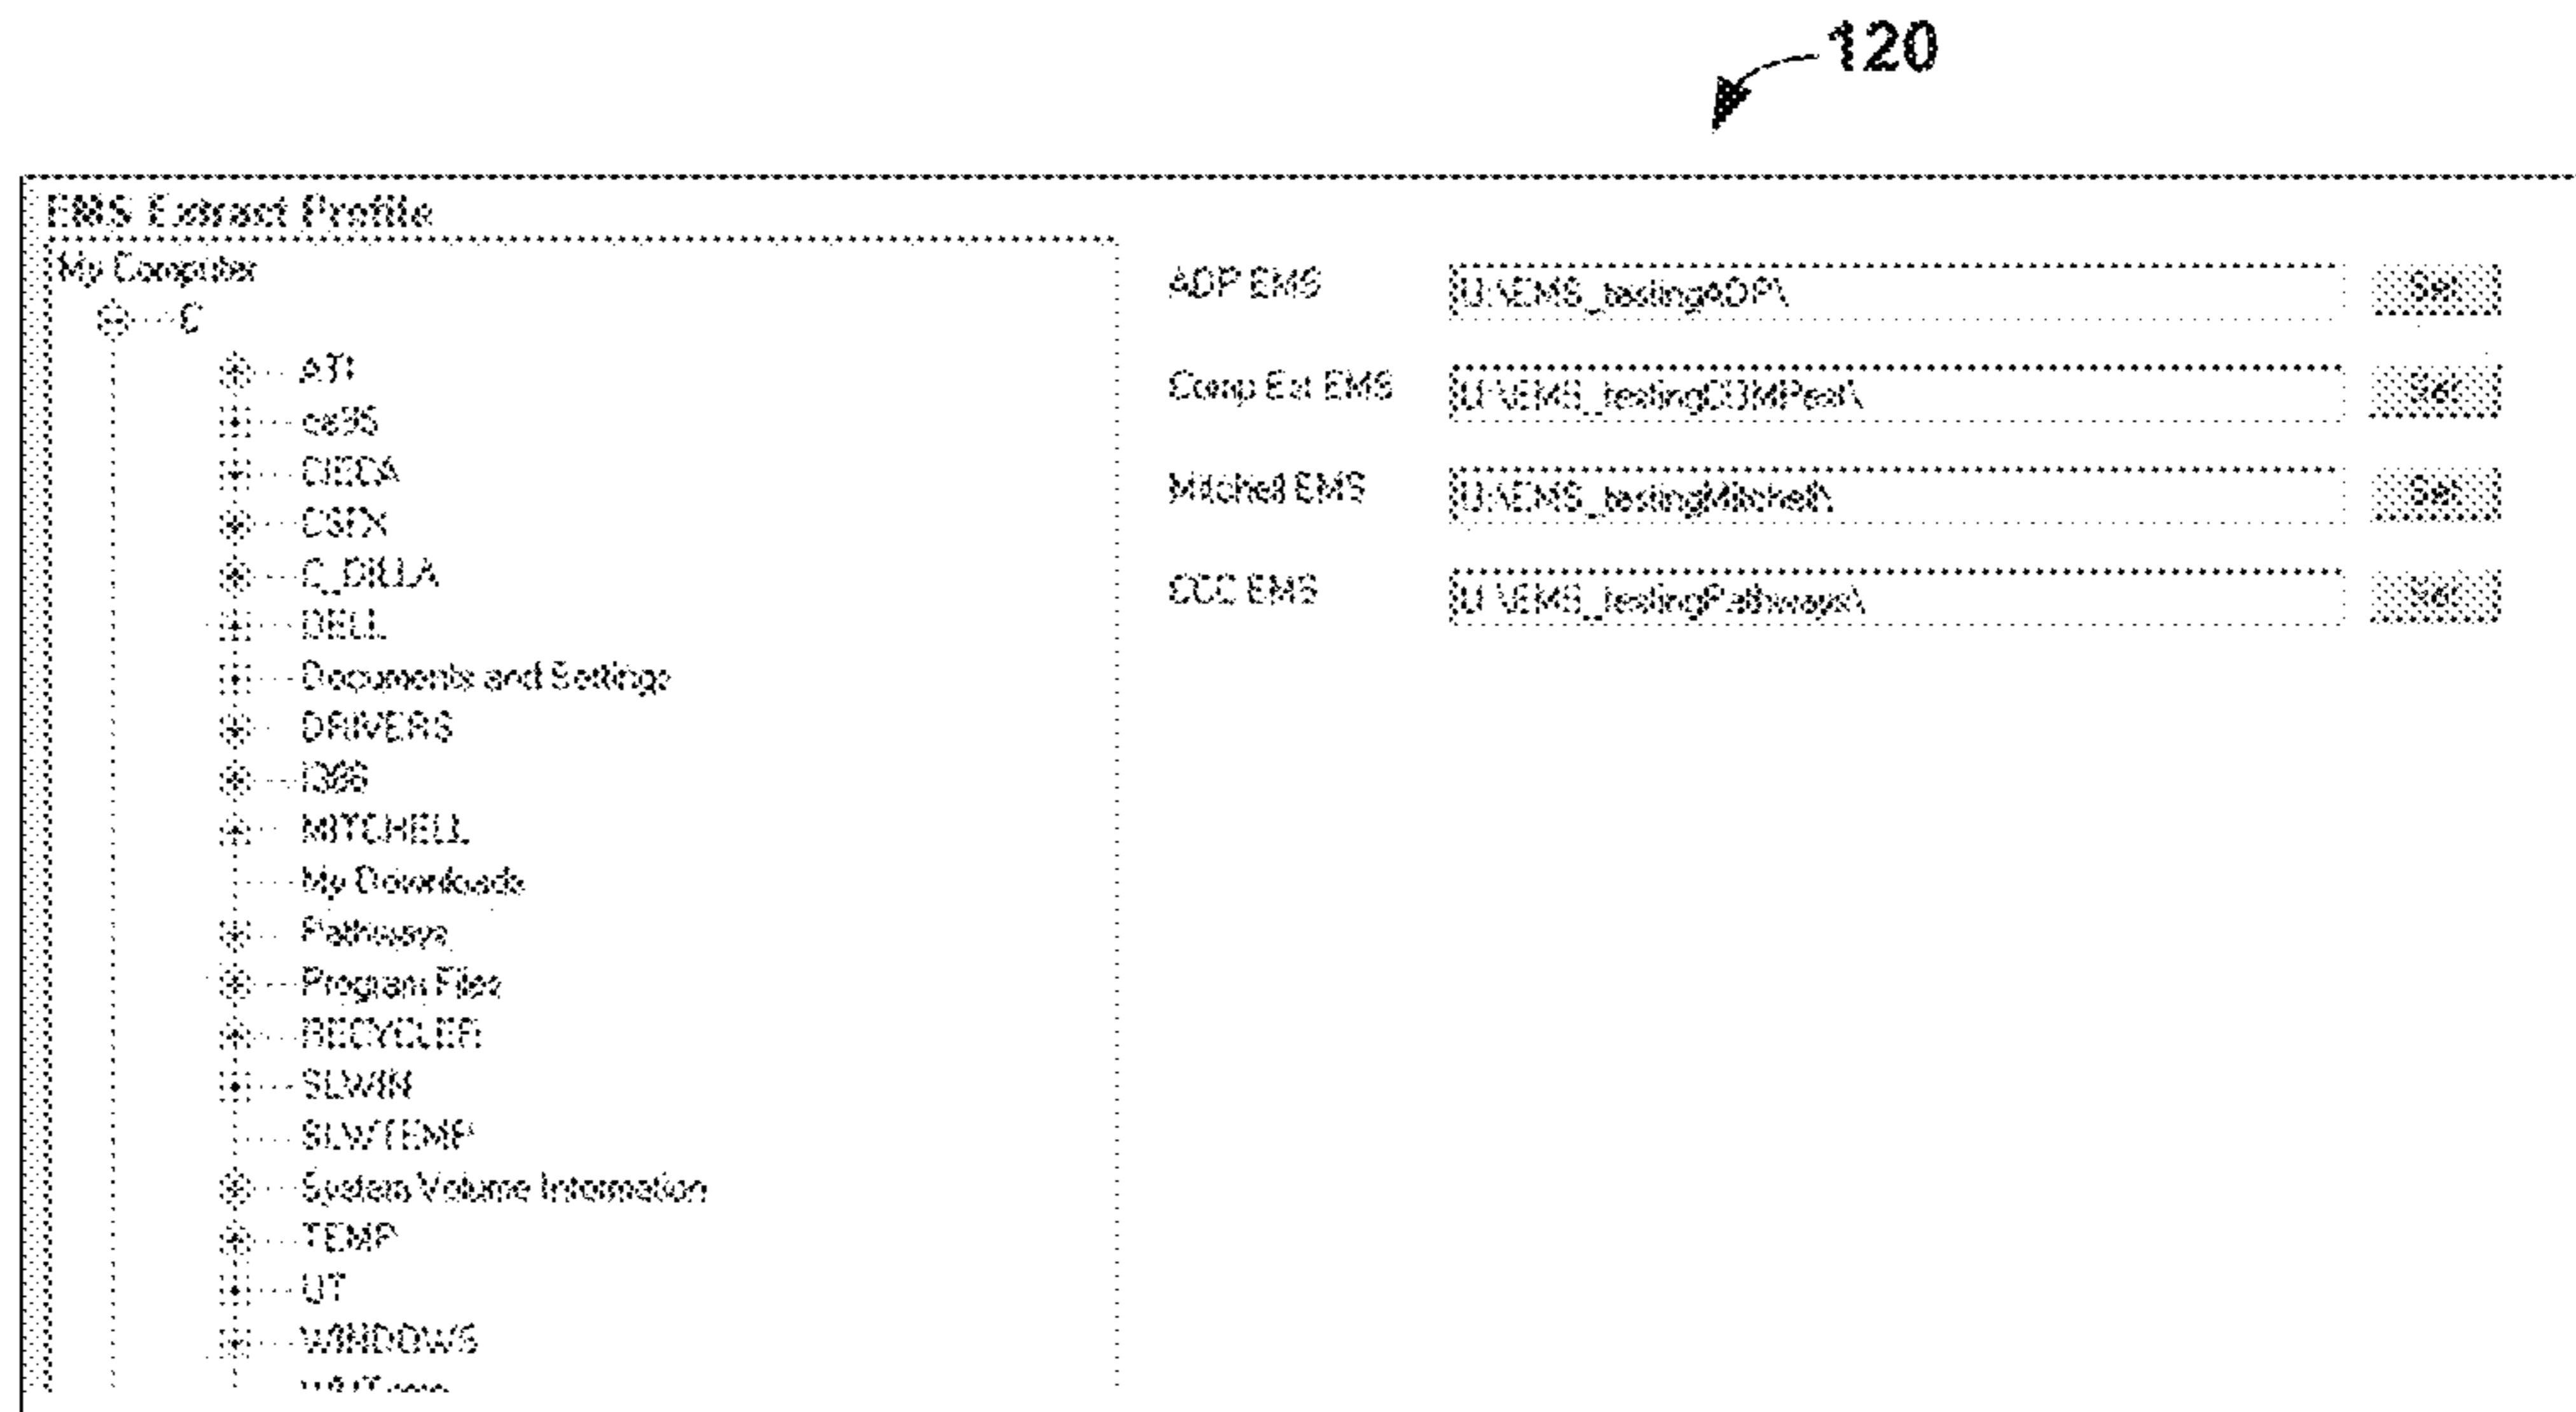 120
EMS Extract Profile
My Computer
C
ATI
ce95
CIECA
CSFX
C_DILLA
DELL
Documents and Settings
DRIVERS
I386
MITCHELL
My Downloads
Pathways
Program Files
RECYCLER
SLWIN
SLWTEMP
System Volume Information
TEMP
UT
WINDOWS
ADP EMS U:\EMS_testingADP\ Set
Comp Est EMS U:\EMS_testingCOMPest\ Set
Mitchell EMS U:\EMS_testingMitchell\ Set
CCC EMS U:\EMS_testingPathways\ Set